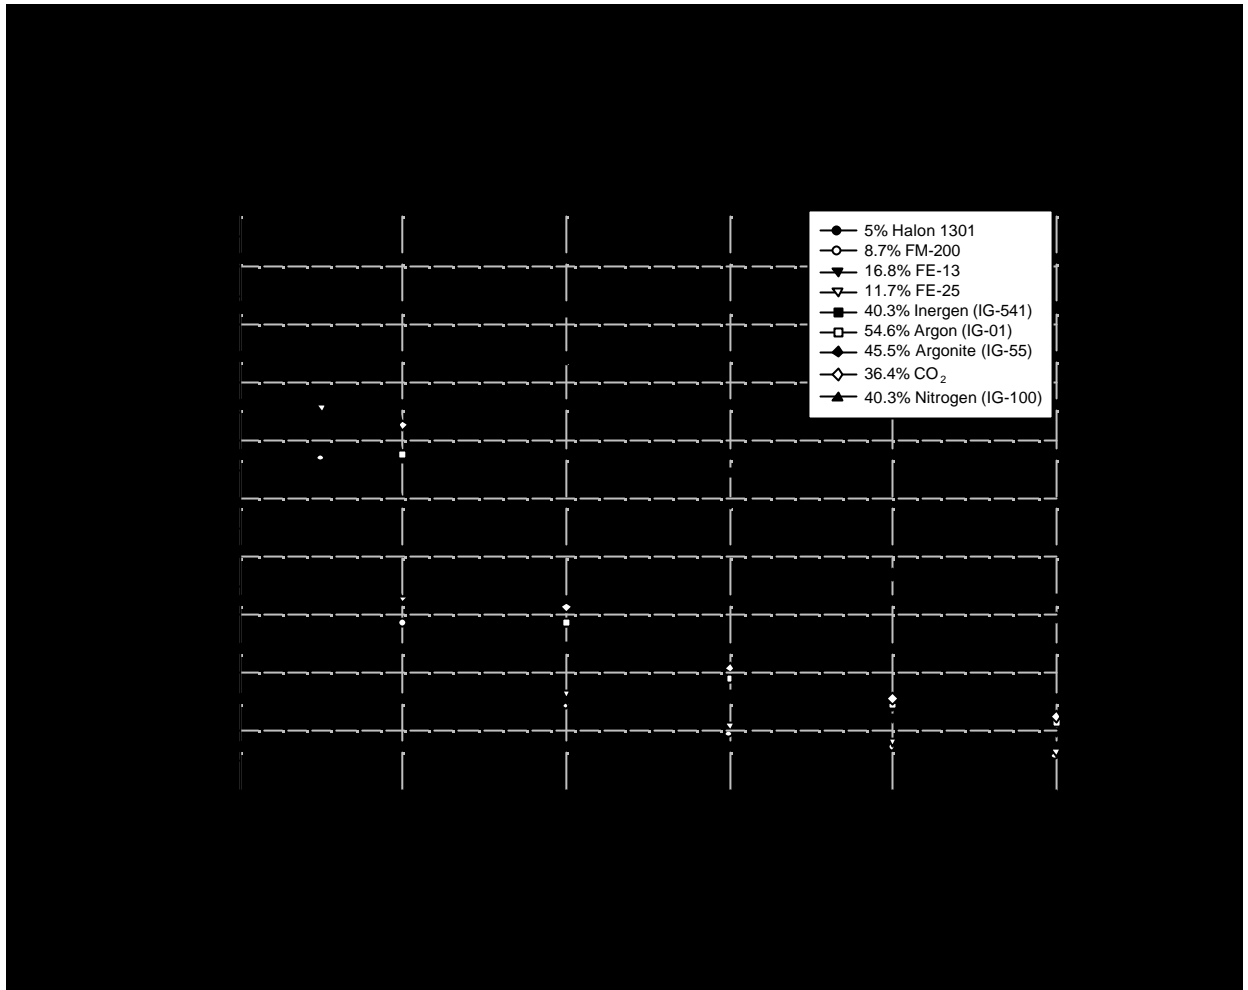 5% Halon 1301
8.7% FM-200
16.8% FE-13
11.7% FE-25
40.3% Inergen (IG-541)
54.6% Argon (IG-01)
45.5% Argonite (IG-55)
36.4% CO2
40.3% Nitrogen (IG-100)